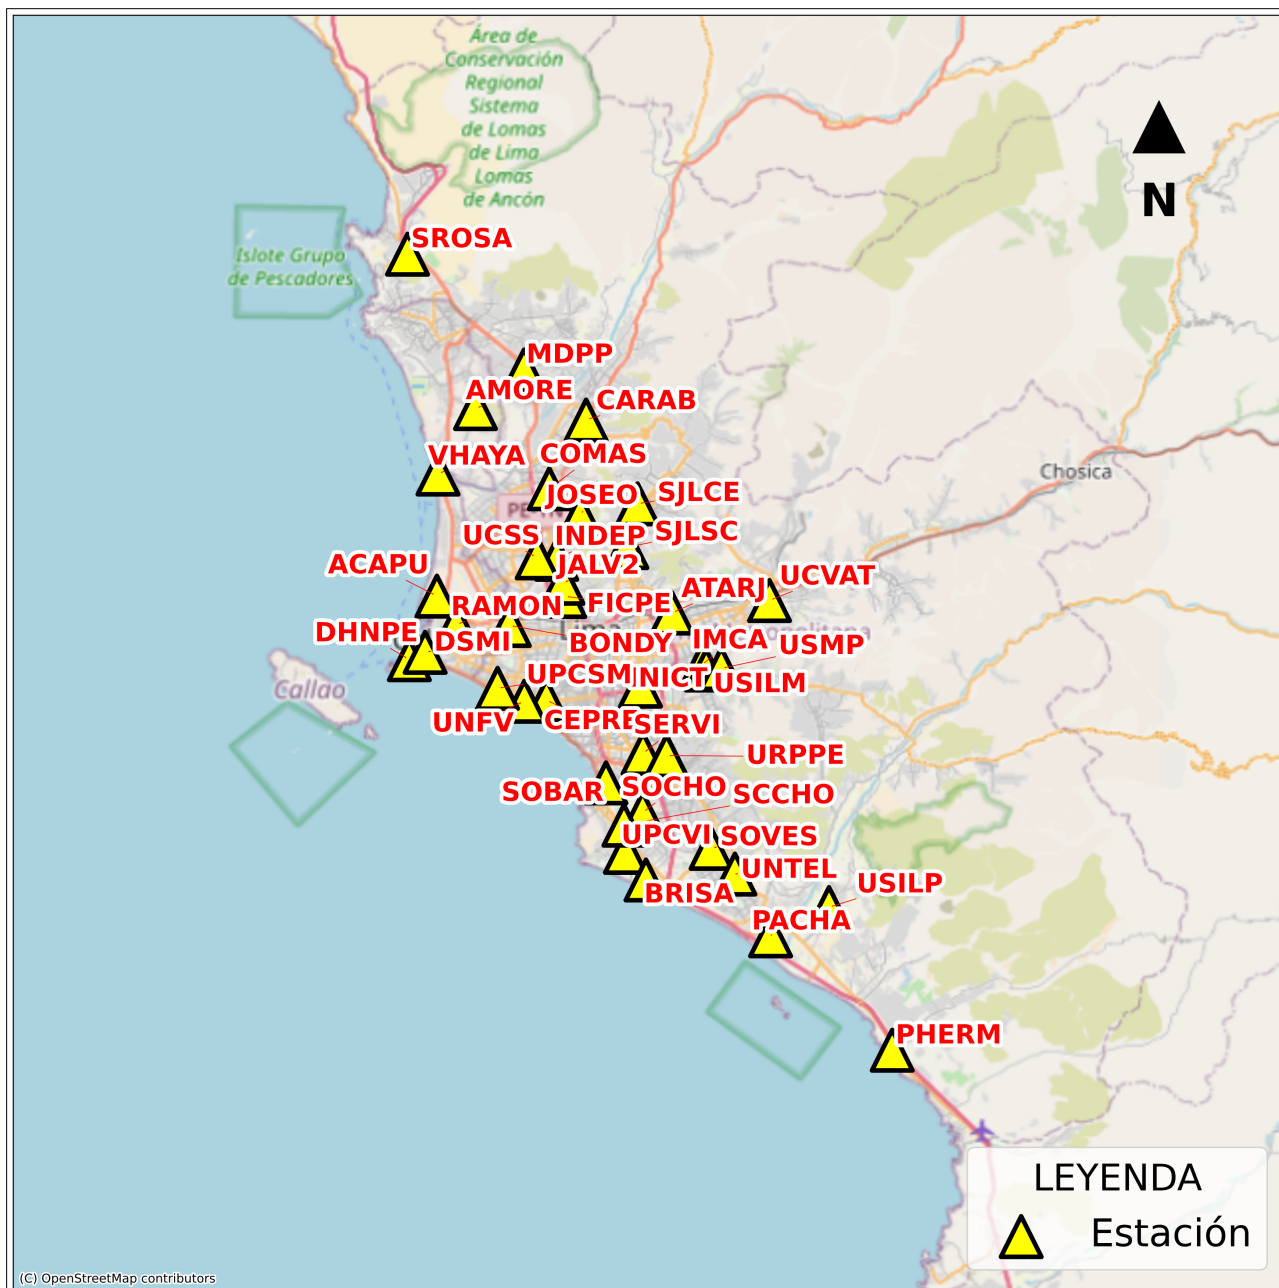 Área de
Conservación
Regional
Sistema
de Lomas
de Lima
Lomas
de Ancón
N
SROSA
Islote Grupo
de Pescadores
MDPP
AMORE
CARAB
VHAYA
COMAS
Chosica
JOSEO
SJLCE
UCSS
INDEP
SJLSC
ACAPU
JALV2
UCVAT
ATARJ
RAMON
FICPE
DHNPE
DSMI
BONDY
IMCA
USMP
Callao
UPCSM
INICT
USILM
UNFV
CEPRE
SERVI
URPPE
SOBAR
SOCHO
SCCHO
UPCVI
SOVES
UNTEL
BRISA
USILP
PACHA
PHERM
LEYENDA
Estación
(C) OpenStreetMap contributors